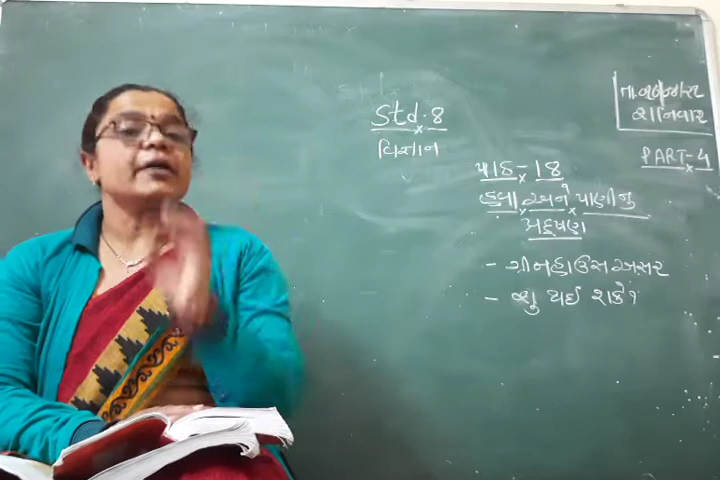 Std. 8
વિજ્ઞાન
શનિવાર
PART-4
પાઠ-18
હવા અને પાણીનુ
પ્રદૂષણ
- ગ્રીનહાઉસ અસર
- શુ થઈ શકે?